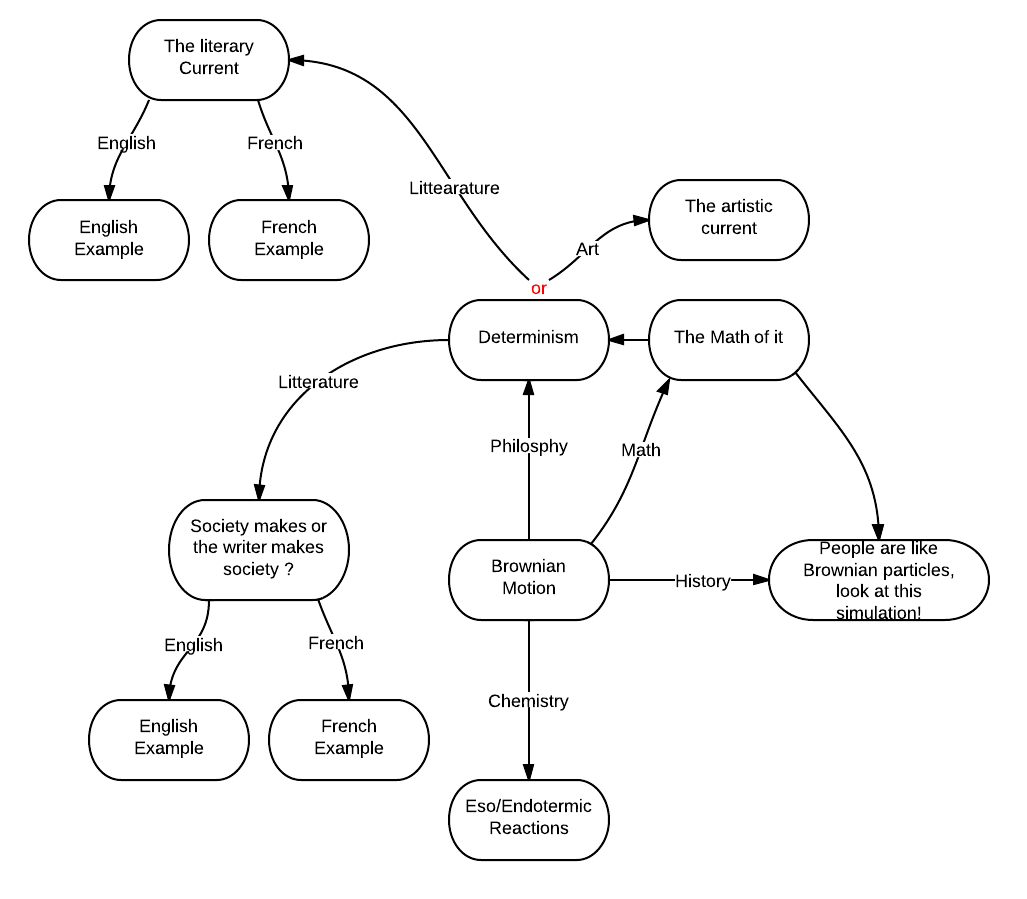 The literary
Current
English
French
English
Example
French
Example
Littearature
Art
The artistic
current
or
Determinism
The Math of it
Litterature
Philosphy
Math
Society makes or
the writer makes
society ?
Brownian
Motion
History
People are like
Brownian particles,
look at this
simulation!
English
French
English
Example
French
Example
Chemistry
Eso/Endotermic
Reactions